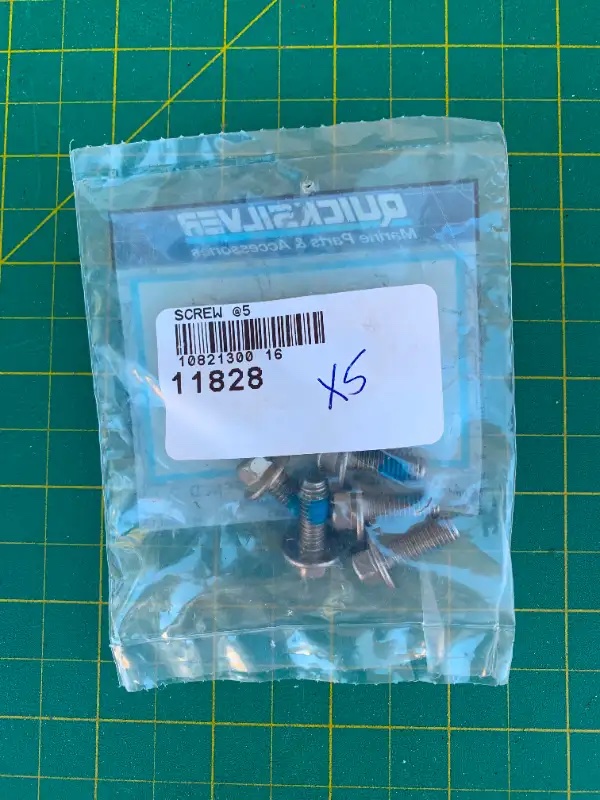 QUICKSILVER
Marine Parts & Accessories
SCREW @5
10821300 16
11828
X5